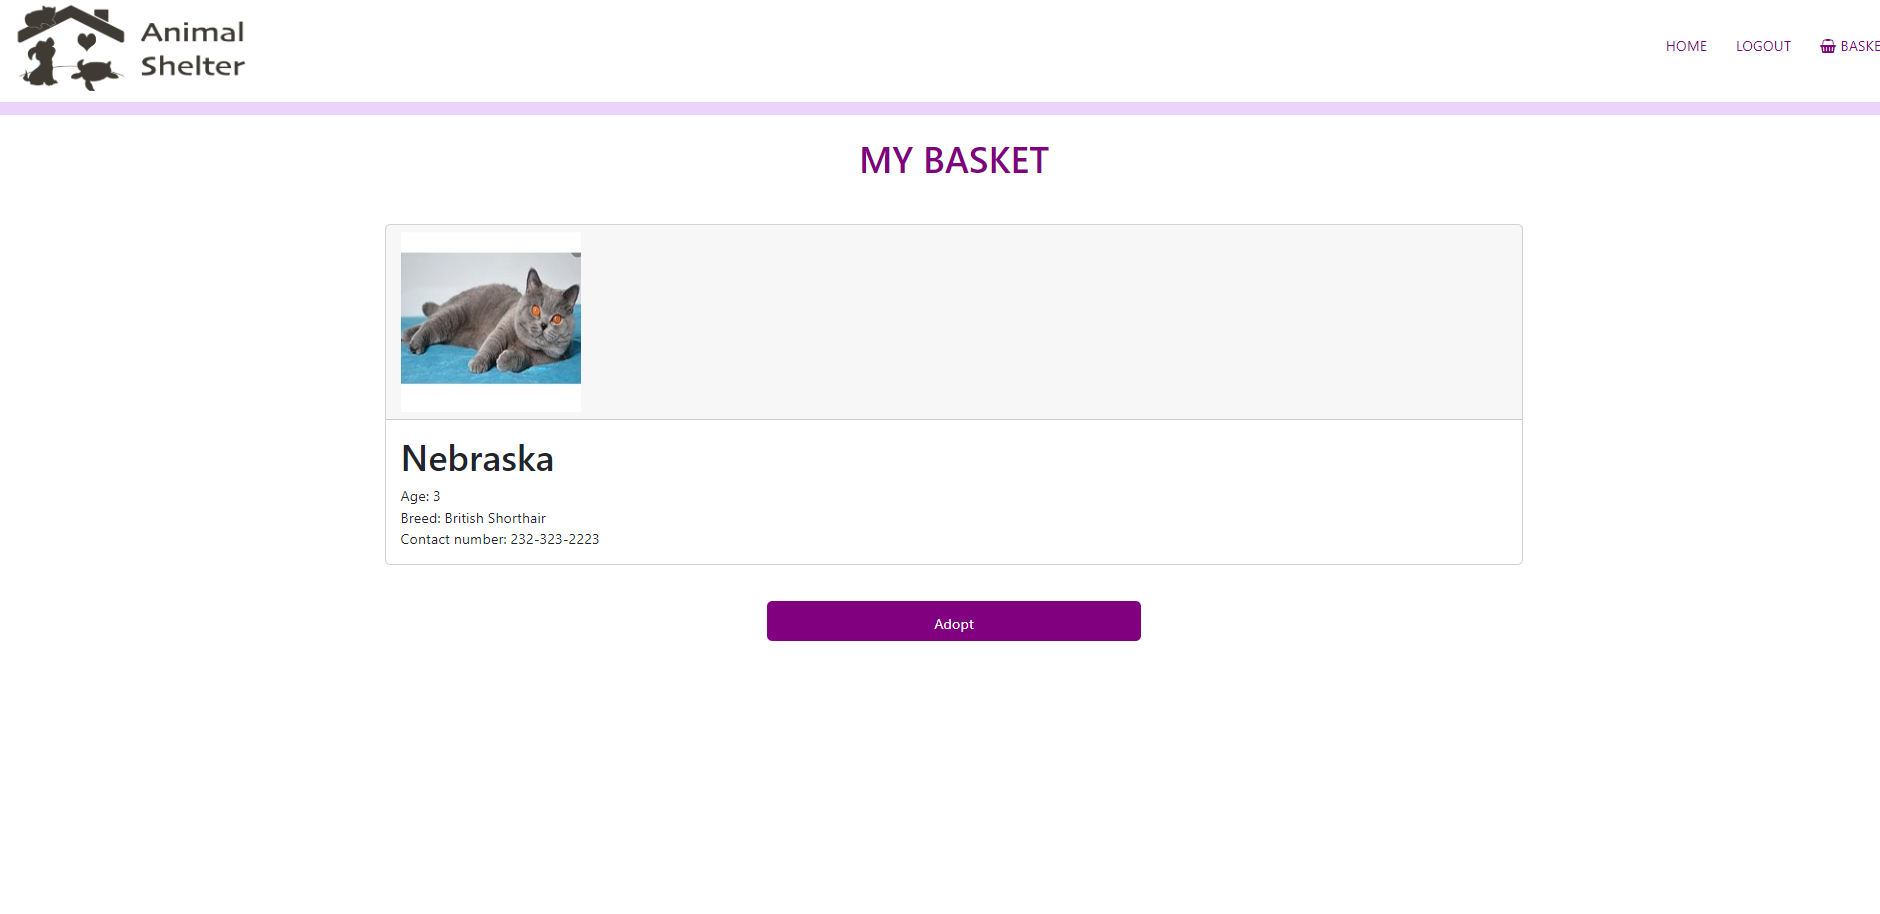 Animal
Shelter
HOME
LOGOUT
BASKE
MY BASKET
Nebraska
Age: 3
Breed: British Shorthair
Contact number: 232-323-2223
Adopt